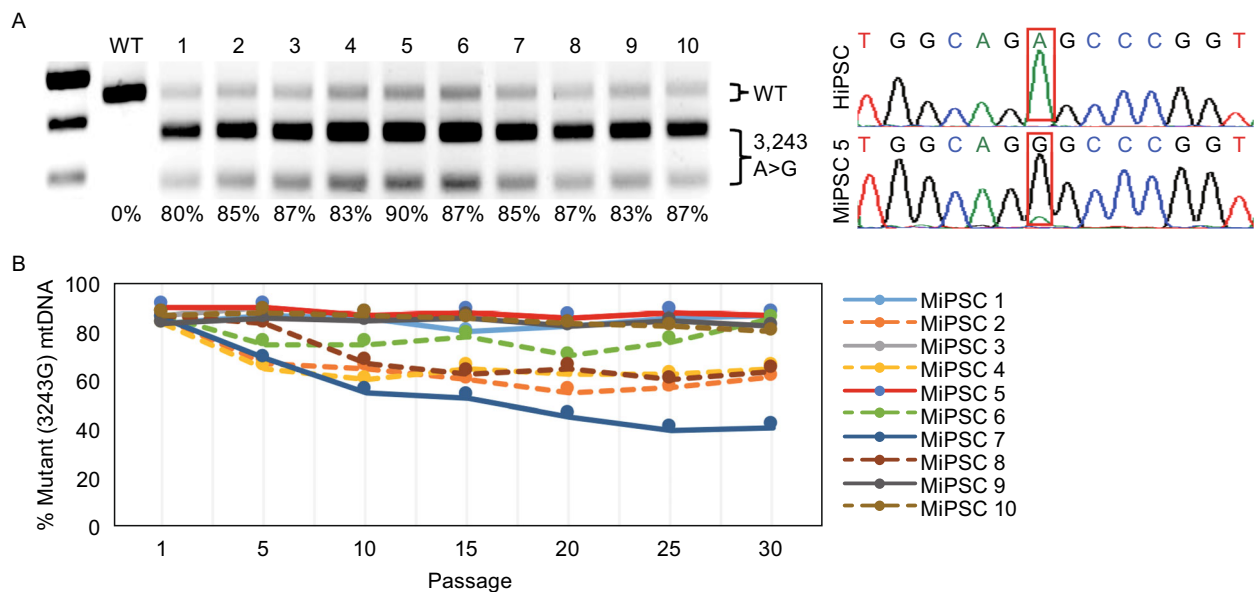 A
WT 1 2 3 4 5 6 7 8 9 10
WT
3,243
A>G
0% 80% 85% 87% 83% 90% 87% 85% 87% 83% 87%
HiPSC
T G G C A G A G C C C G G T
MiPSC 5
T G G C A G G G C C C G G T
B
% Mutant (3243G) mtDNA
100
80
60
40
20
0
1 5 10 15 20 25 30
Passage
MiPSC 1
MiPSC 2
MiPSC 3
MiPSC 4
MiPSC 5
MiPSC 6
MiPSC 7
MiPSC 8
MiPSC 9
MiPSC 10